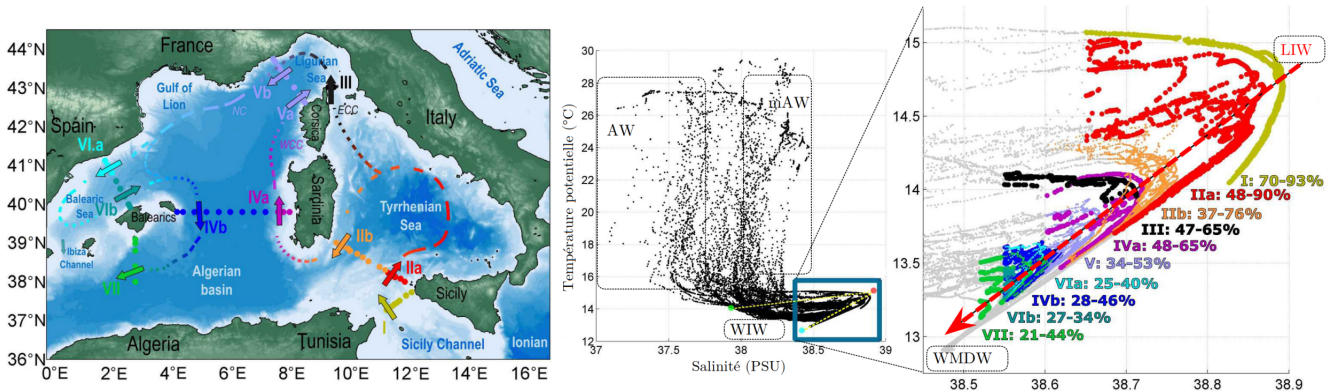 44°N
43°N
42°N
41°N
40°N
39°N
38°N
37°N
36°N
0°E
2°E
4°E
6°E
8°E
10°E
12°E
14°E
16°E
France
Ligurian
Sea
Adriatic Sea
Gulf of
Lion
Vb
Va
III
NC
ECC
Corsica
Italy
Spain
VI.a
WCC
Balearic
Sea
VIb
Balearics
IVa
Sardinia
Tyrrhenian
Sea
IVb
IIb
Ibiza
Channel
VII
Algerian
basin
IIa
Sicily
I
Algeria
Tunisia
Sicily Channel
Ionian
Température potentielle (°C)
30
28
26
24
22
20
18
16
14
12
AW
mAW
WIW
37
37.5
38
38.5
39
Salinité (PSU)
15
14
13.5
13
LIW
I: 70-93%
IIa: 48-90%
IIb: 37-76%
III: 47-65%
IVa: 48-65%
V: 34-53%
VIa: 25-40%
IVb: 28-46%
VIb: 27-34%
VII: 21-44%
WMDW
38.5
38.6
38.7
38.8
38.9